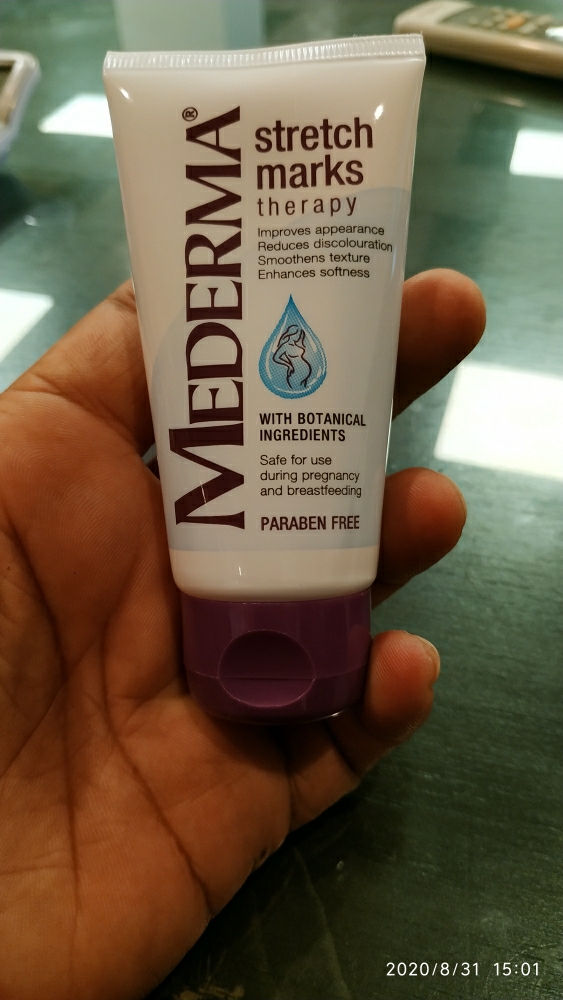 MEDERMA®
stretch
marks
therapy
Improves appearance
Reduces discolouration
Smoothens texture
Enhances softness
WITH BOTANICAL
INGREDIENTS
Safe for use
during pregnancy
and breastfeeding
PARABEN FREE
2020/8/31 15:01